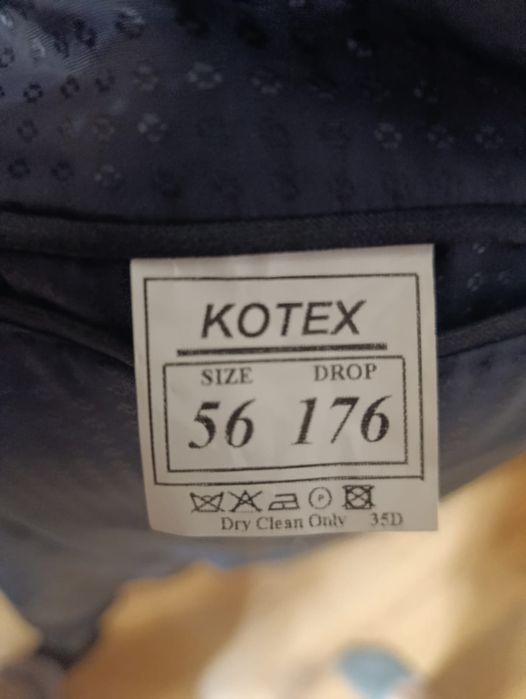 KOTEX
SIZE DROP
56 176
P
Dry Clean Only 35D